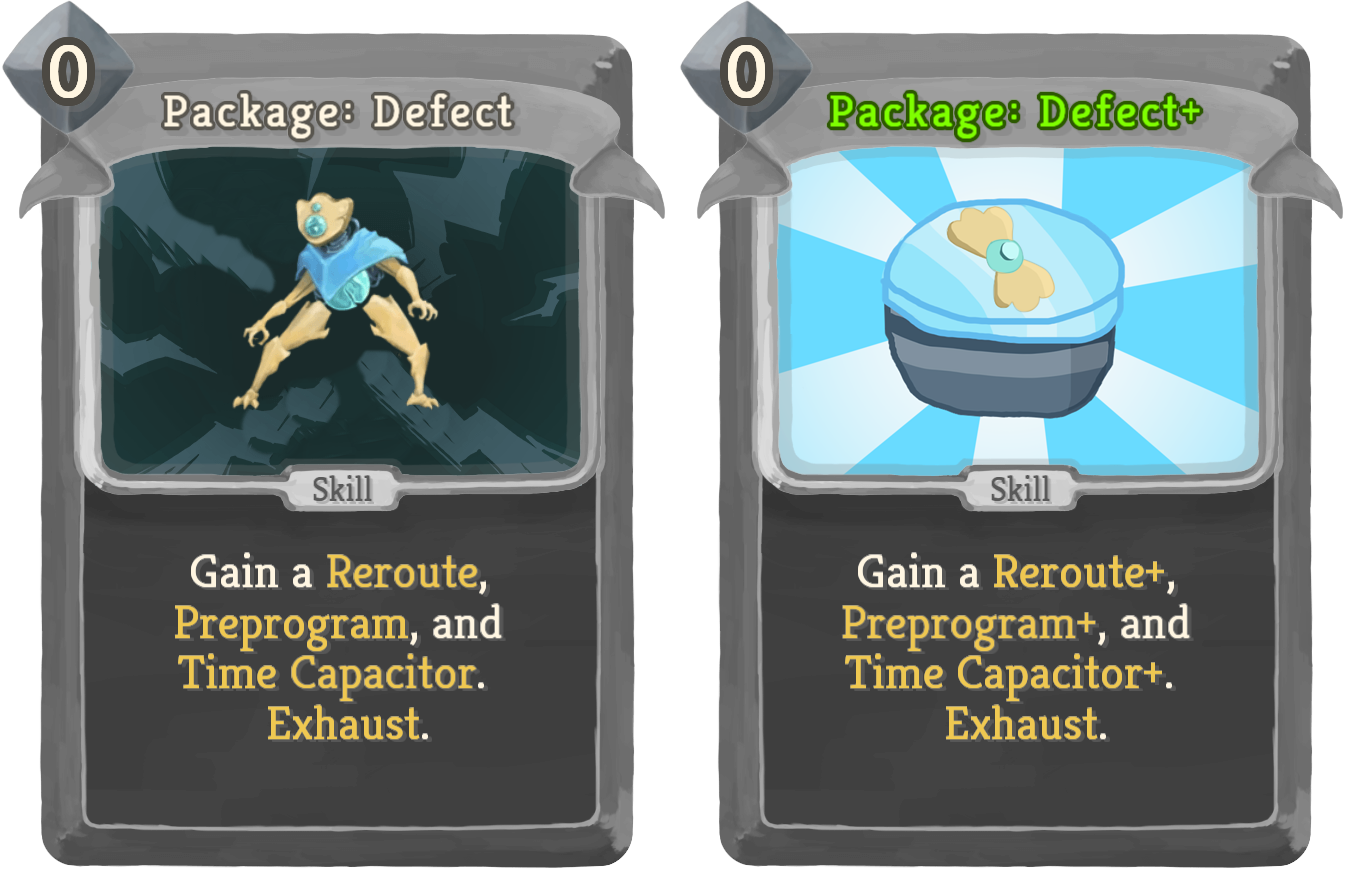 0
Package: Defect
Skill
Gain a Reroute,
Preprogram, and
Time Capacitor.
Exhaust.
0
Package: Defect+
Skill
Gain a Reroute+,
Preprogram+, and
Time Capacitor+.
Exhaust.